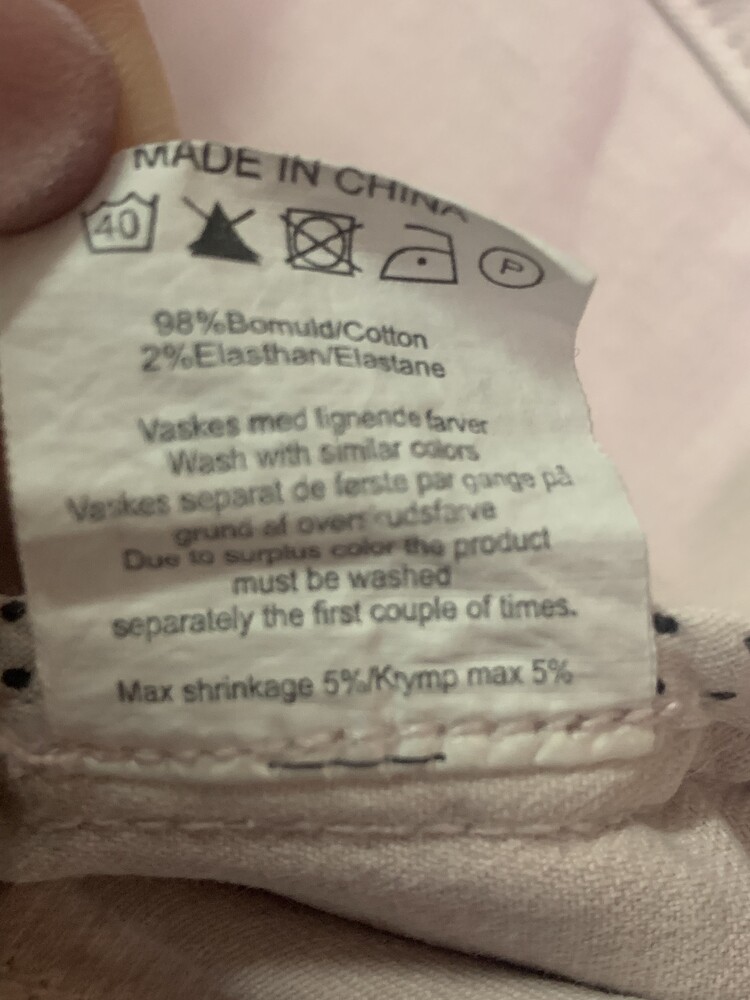 MADE IN CHINA
40 P
98%Bomuld/Cotton
2%Elasthan/Elastane
Vaskes med lignende farver
Wash with similar colors
Vaskes separat de første par gange på
grund af overskudsfarve
Due to surplus color the product
must be washed
separately the first couple of times.
Max shrinkage 5%/Krymp max 5%